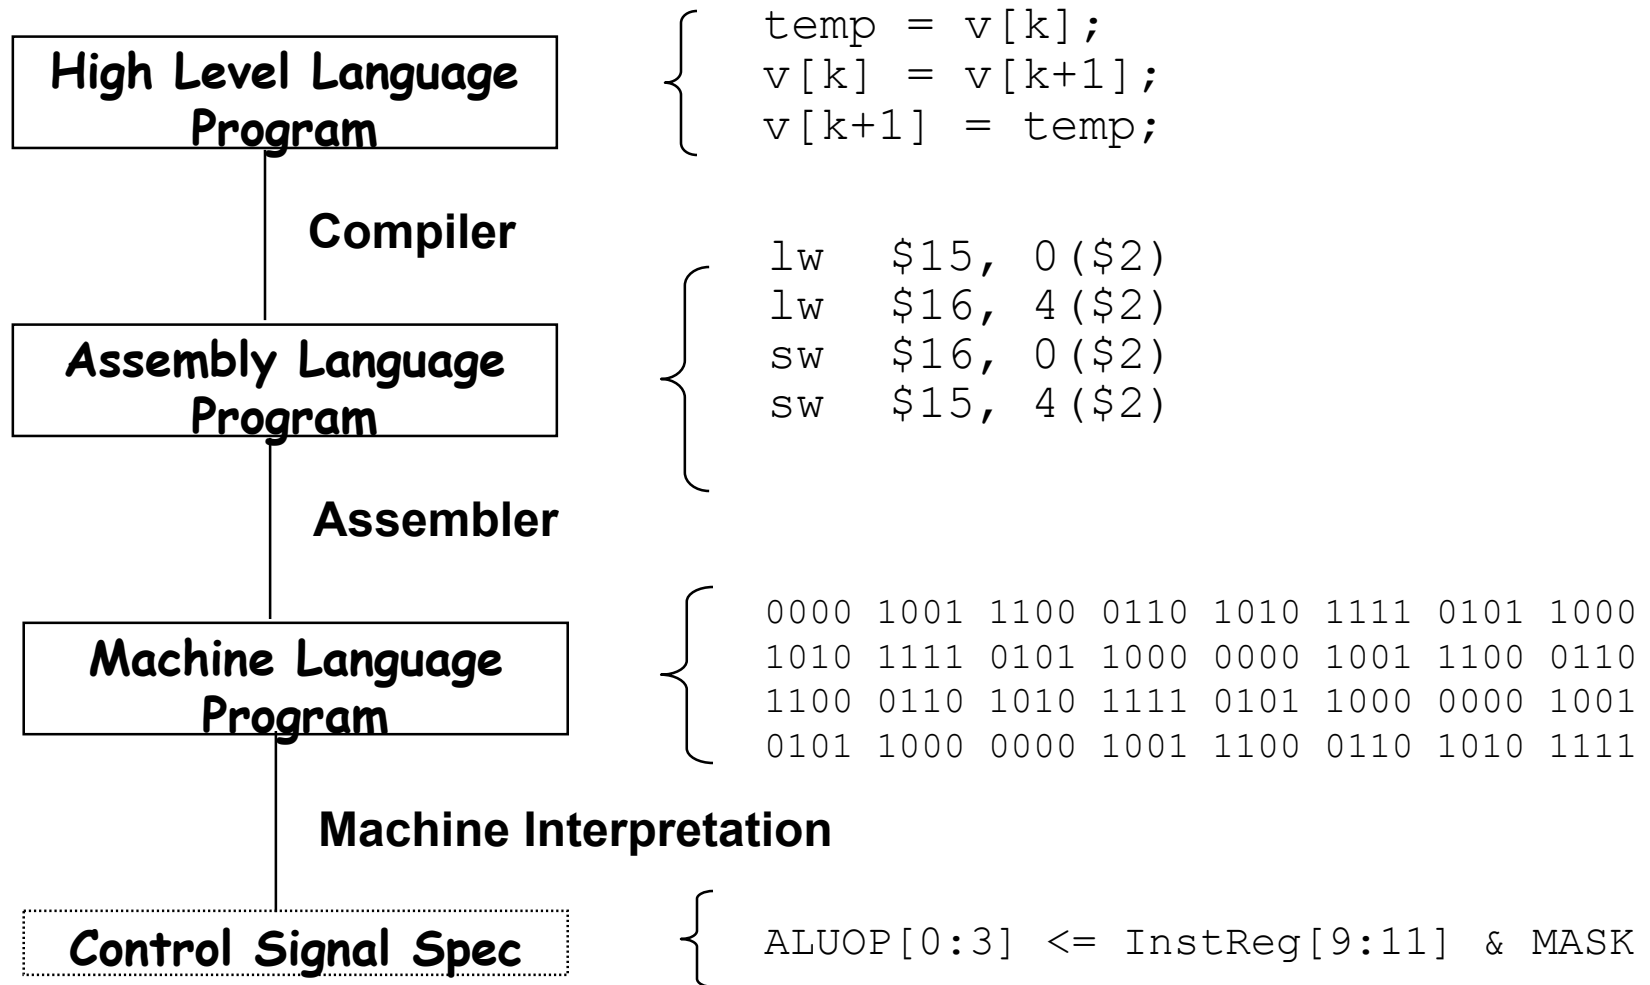 High Level Language
Program
temp = v[k];
v[k] = v[k+1];
v[k+1] = temp;
Compiler
Assembly Language
Program
lw $15, 0($2)
lw $16, 4($2)
sw $16, 0($2)
sw $15, 4($2)
Assembler
Machine Language
Program
0000 1001 1100 0110 1010 1111 0101 1000
1010 1111 0101 1000 0000 1001 1100 0110
1100 0110 1010 1111 0101 1000 0000 1001
0101 1000 0000 1001 1100 0110 1010 1111
Machine Interpretation
Control Signal Spec
ALUOP[0:3] <= InstReg[9:11] & MASK